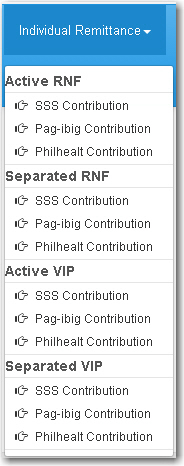 Individual Remittance
Active RNF
SSS Contribution
Pag-ibig Contribution
Philhealt Contribution
Separated RNF
SSS Contribution
Pag-ibig Contribution
Philhealt Contribution
Active VIP
SSS Contribution
Pag-ibig Contribution
Philhealt Contribution
Separated VIP
SSS Contribution
Pag-ibig Contribution
Philhealt Contribution